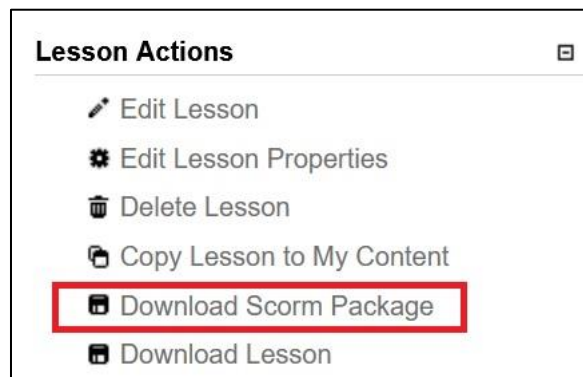 Lesson Actions
Edit Lesson
Edit Lesson Properties
Delete Lesson
Copy Lesson to My Content
Download Scorm Package
Download Lesson